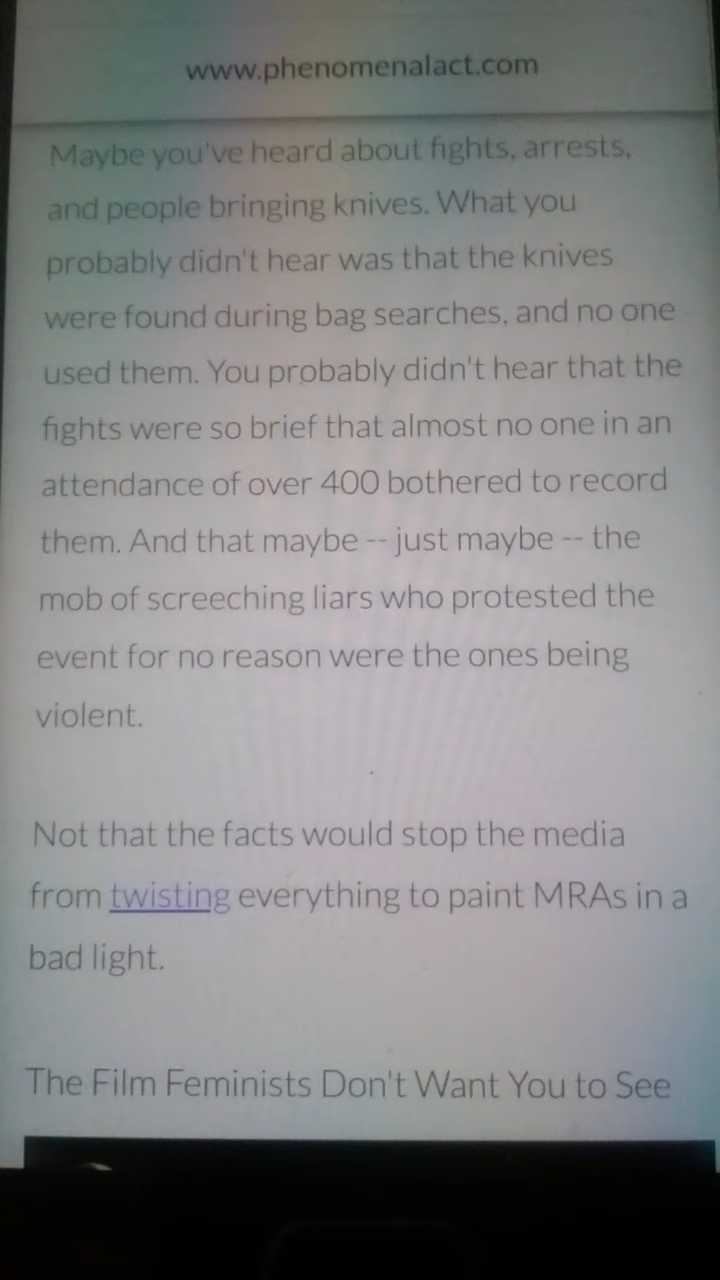 www.phenomenalact.com
Maybe you've heard about fights, arrests,
and people bringing knives. What you
probably didn't hear was that the knives
were found during bag searches, and no one
used them. You probably didn't hear that the
fights were so brief that almost no one in an
attendance of over 400 bothered to record
them. And that maybe -- just maybe -- the
mob of screeching liars who protested the
event for no reason were the ones being
violent.
Not that the facts would stop the media
from twisting everything to paint MRAs in a
bad light.
The Film Feminists Don't Want You to See